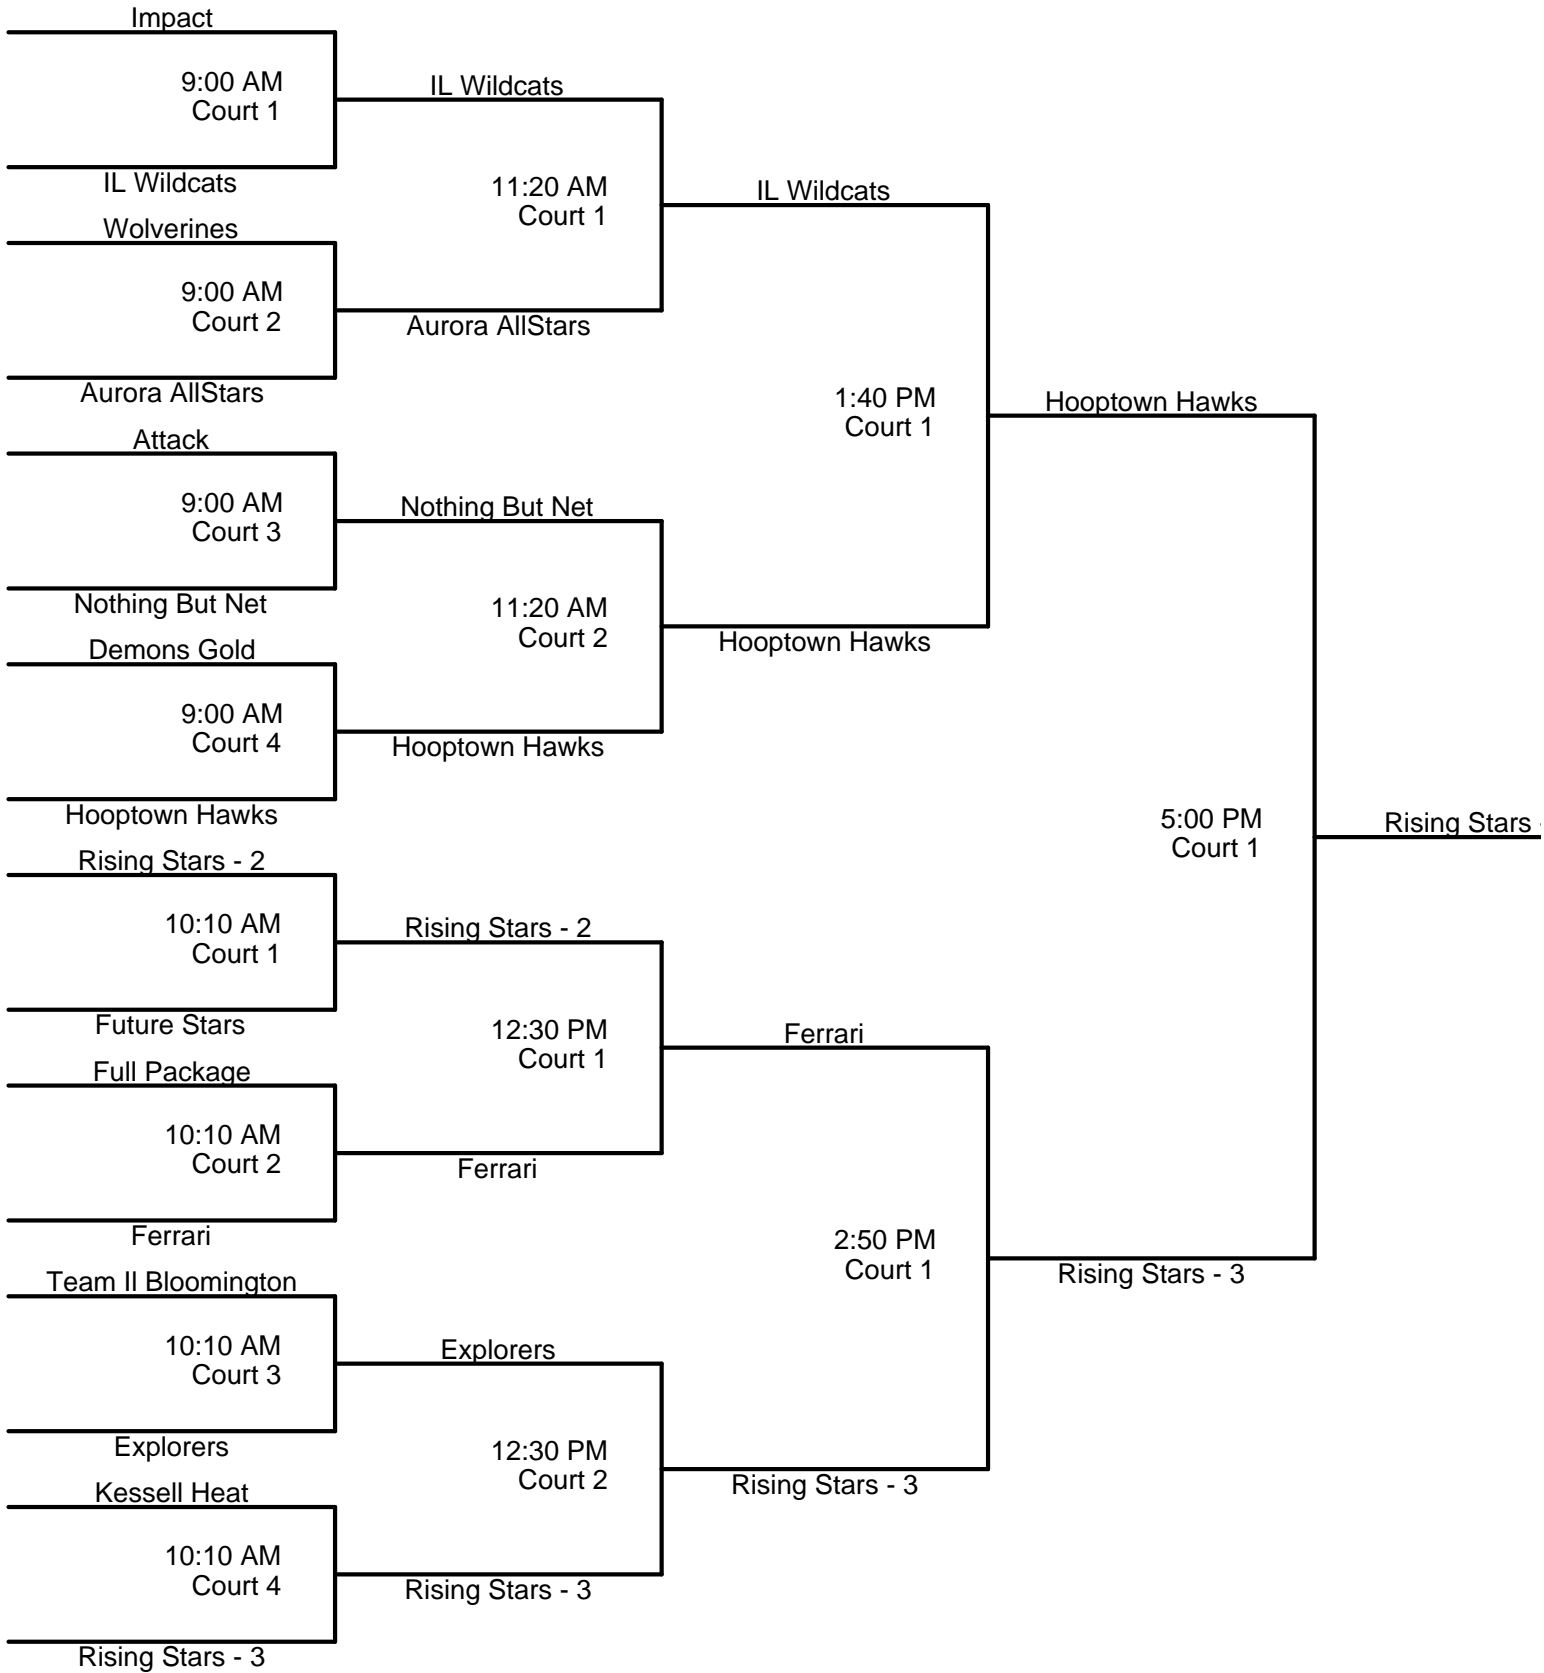 Impact
9:00 AM
Court 1
IL Wildcats
IL Wildcats
11:20 AM
Court 1
IL Wildcats
Wolverines
9:00 AM
Court 2
Aurora AllStars
Aurora AllStars
1:40 PM
Court 1
Hooptown Hawks
Attack
9:00 AM
Court 3
Nothing But Net
Nothing But Net
11:20 AM
Court 2
Hooptown Hawks
Demons Gold
9:00 AM
Court 4
Hooptown Hawks
Hooptown Hawks
5:00 PM
Court 1
Rising Stars -
Rising Stars - 2
10:10 AM
Court 1
Rising Stars - 2
Future Stars
12:30 PM
Court 1
Ferrari
Full Package
10:10 AM
Court 2
Ferrari
Ferrari
2:50 PM
Court 1
Rising Stars - 3
Team II Bloomington
10:10 AM
Court 3
Explorers
Explorers
12:30 PM
Court 2
Rising Stars - 3
Kessell Heat
10:10 AM
Court 4
Rising Stars - 3
Rising Stars - 3